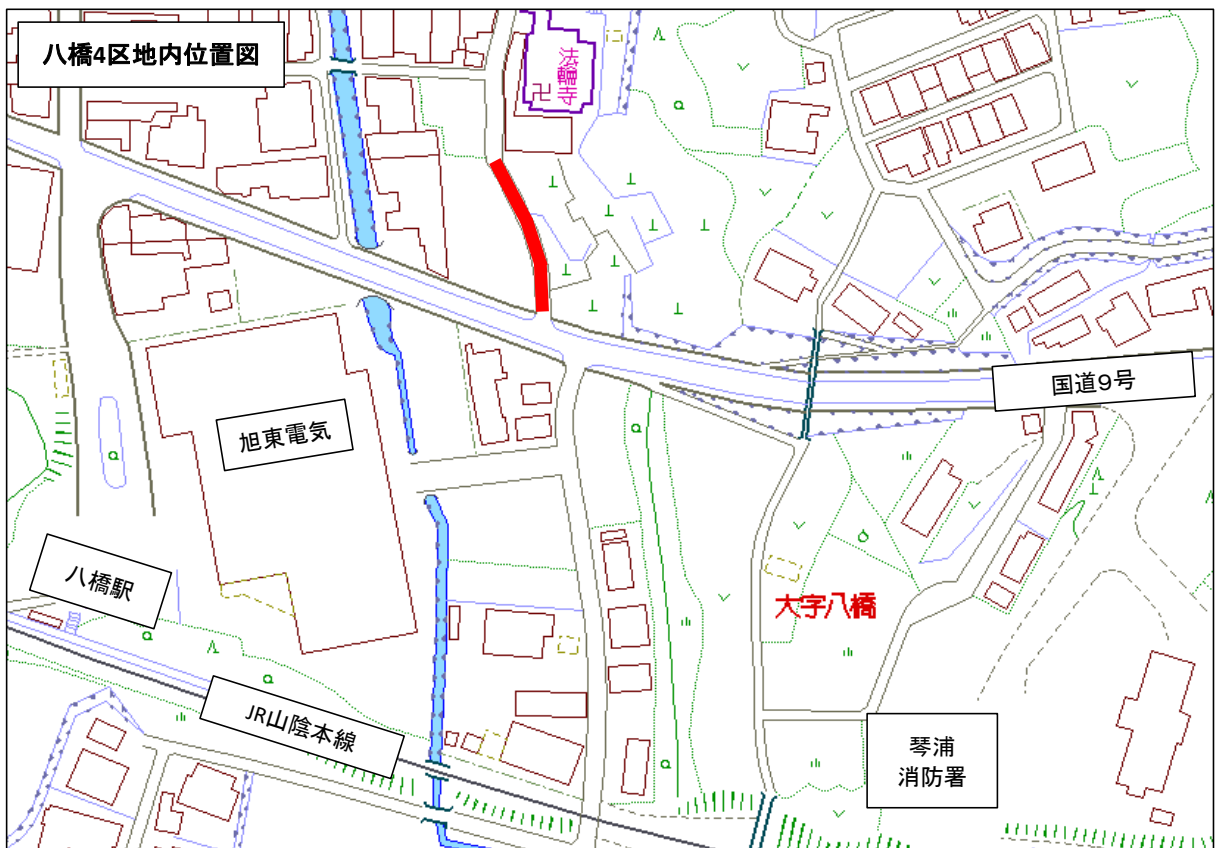 八橋4区地内位置図
法輪寺
国道9号
旭東電気
八橋駅
大字八橋
JR山陰本線
琴浦
消防署